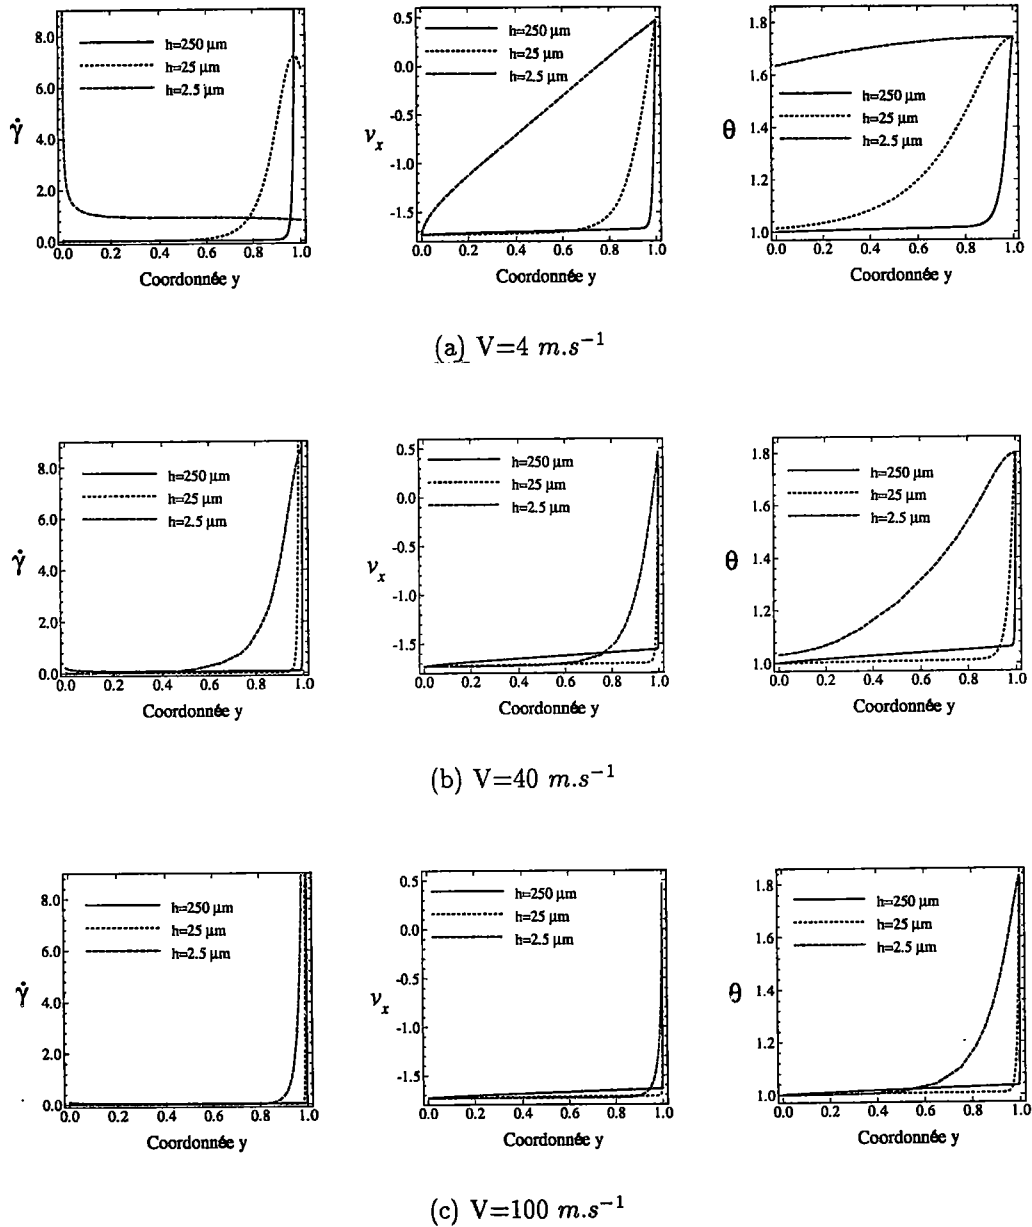 8.0
6.0
4.0
2.0
0.0
γ̇
h=250 µm
h=25 µm
h=2.5 µm
0.0 0.2 0.4 0.6 0.8 1.0
Coordonnée y
0.5
0.0
-0.5
-1.0
-1.5
v_x
h=250 µm
h=25 µm
h=2.5 µm
0.0 0.2 0.4 0.6 0.8 1.0
Coordonnée y
1.8
1.6
1.4
1.2
1.0
θ
h=250 µm
h=25 µm
h=2.5 µm
0.0 0.2 0.4 0.6 0.8 1.0
Coordonnée y
(a) V=4 m.s⁻¹
8.0
6.0
4.0
2.0
0.0
γ̇
h=250 µm
h=25 µm
h=2.5 µm
0.0 0.2 0.4 0.6 0.8 1.0
Coordonnée y
0.5
0.0
-0.5
-1.0
-1.5
v_x
h=250 µm
h=25 µm
h=2.5 µm
0.0 0.2 0.4 0.6 0.8 1.0
Coordonnée y
1.8
1.6
1.4
1.2
1.0
θ
h=250 µm
h=25 µm
h=2.5 µm
0.0 0.2 0.4 0.6 0.8 1.0
Coordonnée y
(b) V=40 m.s⁻¹
8.0
6.0
4.0
2.0
0.0
γ̇
h=250 µm
h=25 µm
h=2.5 µm
0.0 0.2 0.4 0.6 0.8 1.0
Coordonnée y
0.5
0.0
-0.5
-1.0
-1.5
v_x
h=250 µm
h=25 µm
h=2.5 µm
0.0 0.2 0.4 0.6 0.8 1.0
Coordonnée y
1.8
1.6
1.4
1.2
1.0
θ
h=250 µm
h=25 µm
h=2.5 µm
0.0 0.2 0.4 0.6 0.8 1.0
Coordonnée y
(c) V=100 m.s⁻¹